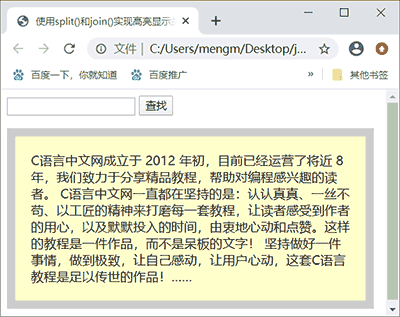 使用split()和join()实现高亮显示
文件 | C:/Users/mengm/Desktop/j...
百度一下，你就知道 百度推广 » 其他书签
查找
C语言中文网成立于 2012 年初，目前已经运营了将近 8
年，我们致力于分享精品教程，帮助对编程感兴趣的读
者。 C语言中文网一直都在坚持的是：认认真真、一丝不
苟、以工匠的精神来打磨每一套教程，让读者感受到作者
的用心，以及默默投入的时间，由衷地心动和点赞。这样
的教程是一件作品，而不是呆板的文字！ 坚持做好一件
事情，做到极致，让自己感动，让用户心动，这套C语言
教程是足以传世的作品！......